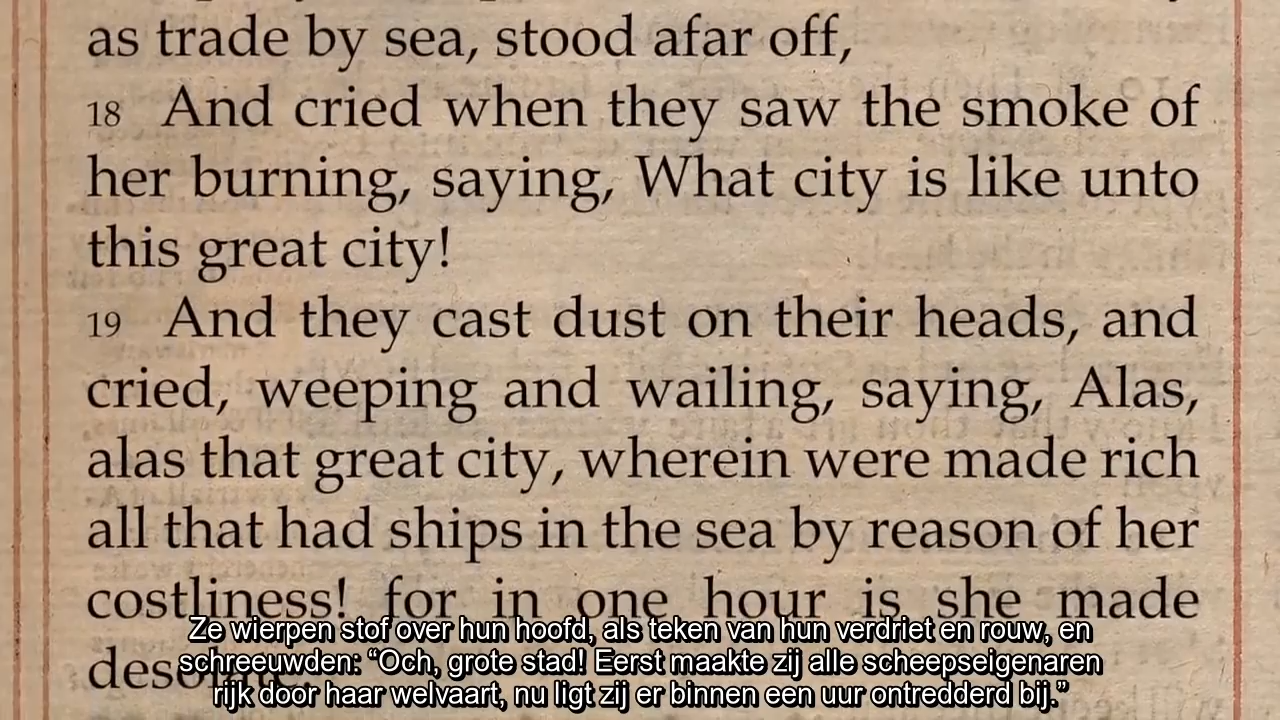 as trade by sea, stood afar off,
18 And cried when they saw the smoke of
her burning, saying, What city is like unto
this great city!
19 And they cast dust on their heads, and
cried, weeping and wailing, saying, Alas,
alas that great city, wherein were made rich
all that had ships in the sea by reason of her
costliness! for in one hour is she made
Ze wierpen stof over hun hoofd, als teken van hun verdriet en rouw, en
schreeuwden: “Och, grote stad! Eerst maakte zij alle scheepseigenaren
rijk door haar welvaart, nu ligt zij er binnen een uur ontredderd bij.”